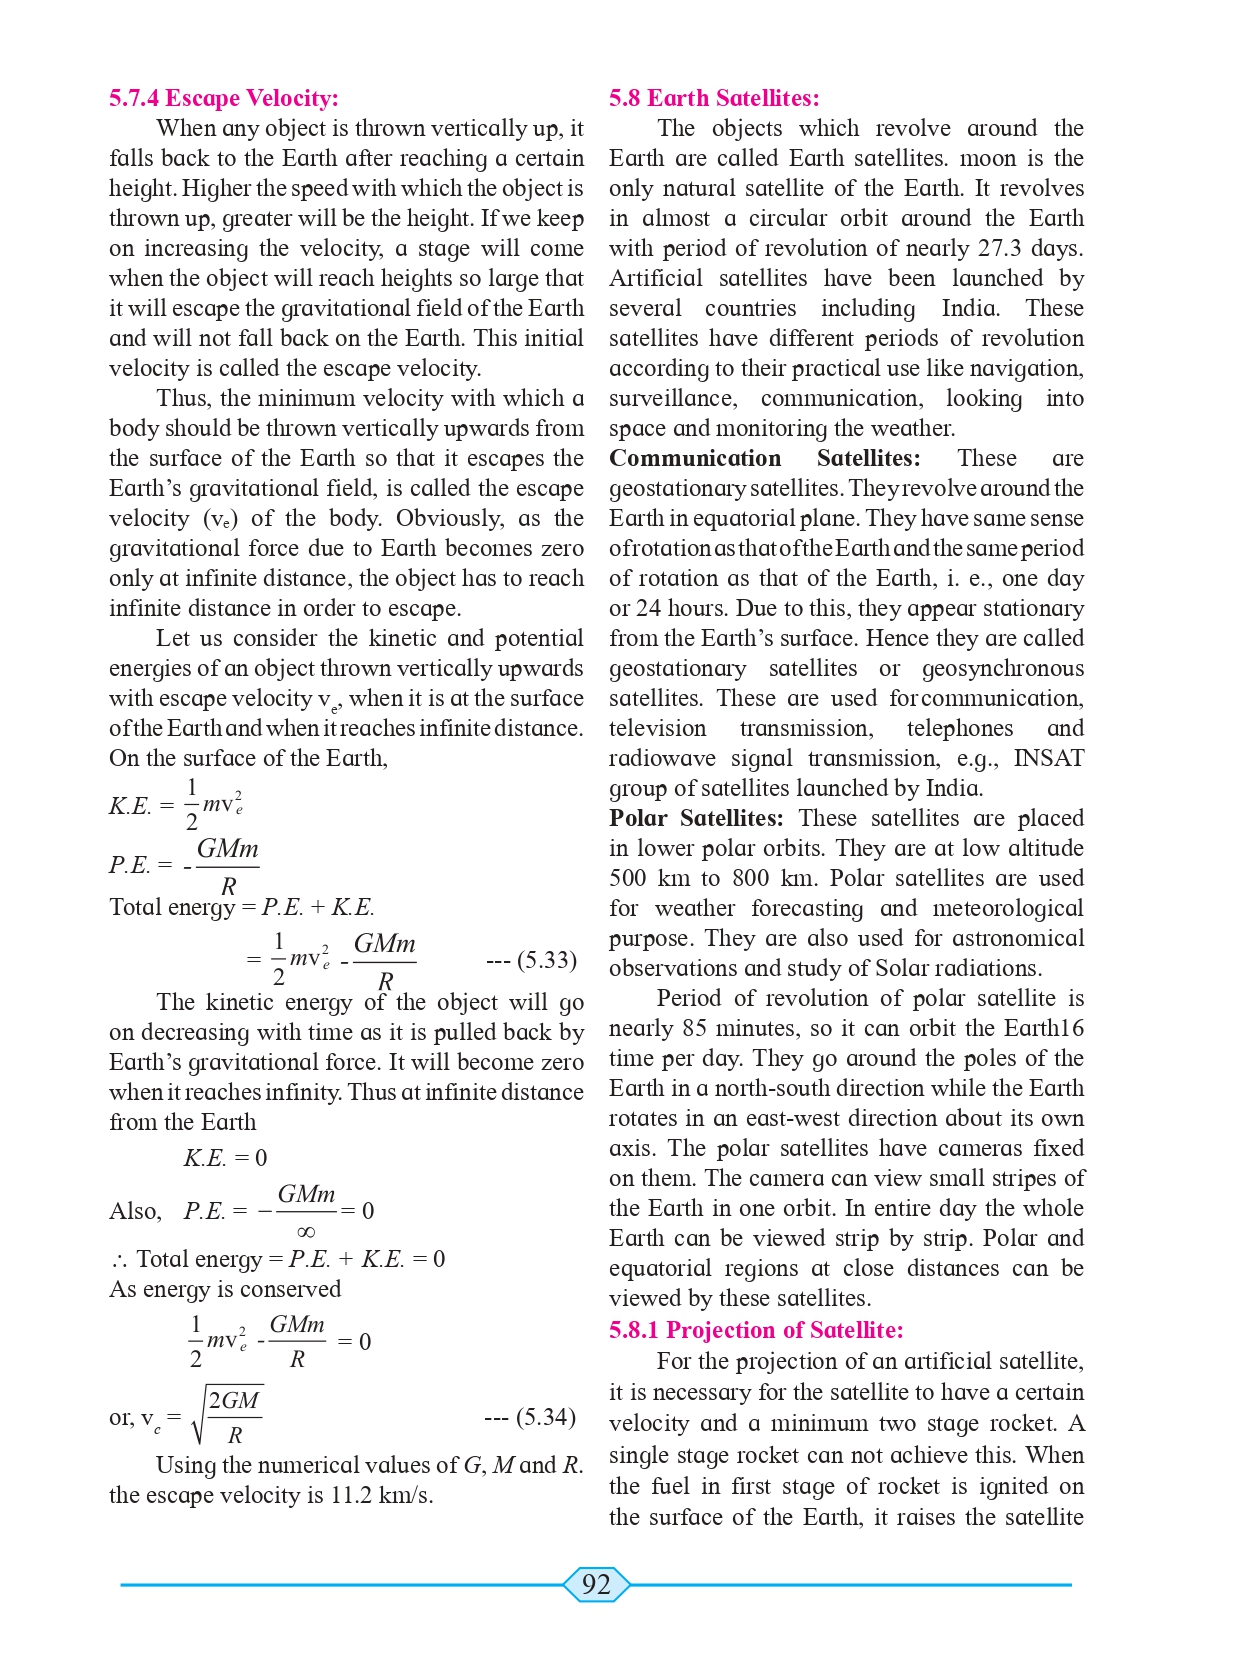 5.7.4 Escape Velocity:
When any object is thrown vertically up, it
falls back to the Earth after reaching a certain
height. Higher the speed with which the object is
thrown up, greater will be the height. If we keep
on increasing the velocity, a stage will come
when the object will reach heights so large that
it will escape the gravitational field of the Earth
and will not fall back on the Earth. This initial
velocity is called the escape velocity.
Thus, the minimum velocity with which a
body should be thrown vertically upwards from
the surface of the Earth so that it escapes the
Earth’s gravitational field, is called the escape
velocity (vₑ) of the body. Obviously, as the
gravitational force due to Earth becomes zero
only at infinite distance, the object has to reach
infinite distance in order to escape.
Let us consider the kinetic and potential
energies of an object thrown vertically upwards
with escape velocity vₑ, when it is at the surface
of the Earth and when it reaches infinite distance.
On the surface of the Earth,
K.E. = 1/2 mvₑ²
P.E. = - GMm/R
Total energy = P.E. + K.E.
= 1/2 mvₑ² - GMm/R --- (5.33)
The kinetic energy of the object will go
on decreasing with time as it is pulled back by
Earth’s gravitational force. It will become zero
when it reaches infinity. Thus at infinite distance
from the Earth
K.E. = 0
Also, P.E. = − GMm/∞ = 0
∴ Total energy = P.E. + K.E. = 0
As energy is conserved
1/2 mvₑ² - GMm/R = 0
or, vₑ = √(2GM/R) --- (5.34)
Using the numerical values of G, M and R.
the escape velocity is 11.2 km/s.
5.8 Earth Satellites:
The objects which revolve around the
Earth are called Earth satellites. moon is the
only natural satellite of the Earth. It revolves
in almost a circular orbit around the Earth
with period of revolution of nearly 27.3 days.
Artificial satellites have been launched by
several countries including India. These
satellites have different periods of revolution
according to their practical use like navigation,
surveillance, communication, looking into
space and monitoring the weather.
Communication Satellites: These are
geostationary satellites. They revolve around the
Earth in equatorial plane. They have same sense
of rotation as that of the Earth and the same period
of rotation as that of the Earth, i. e., one day
or 24 hours. Due to this, they appear stationary
from the Earth’s surface. Hence they are called
geostationary satellites or geosynchronous
satellites. These are used for communication,
television transmission, telephones and
radiowave signal transmission, e.g., INSAT
group of satellites launched by India.
Polar Satellites: These satellites are placed
in lower polar orbits. They are at low altitude
500 km to 800 km. Polar satellites are used
for weather forecasting and meteorological
purpose. They are also used for astronomical
observations and study of Solar radiations.
Period of revolution of polar satellite is
nearly 85 minutes, so it can orbit the Earth16
time per day. They go around the poles of the
Earth in a north-south direction while the Earth
rotates in an east-west direction about its own
axis. The polar satellites have cameras fixed
on them. The camera can view small stripes of
the Earth in one orbit. In entire day the whole
Earth can be viewed strip by strip. Polar and
equatorial regions at close distances can be
viewed by these satellites.
5.8.1 Projection of Satellite:
For the projection of an artificial satellite,
it is necessary for the satellite to have a certain
velocity and a minimum two stage rocket. A
single stage rocket can not achieve this. When
the fuel in first stage of rocket is ignited on
the surface of the Earth, it raises the satellite
92